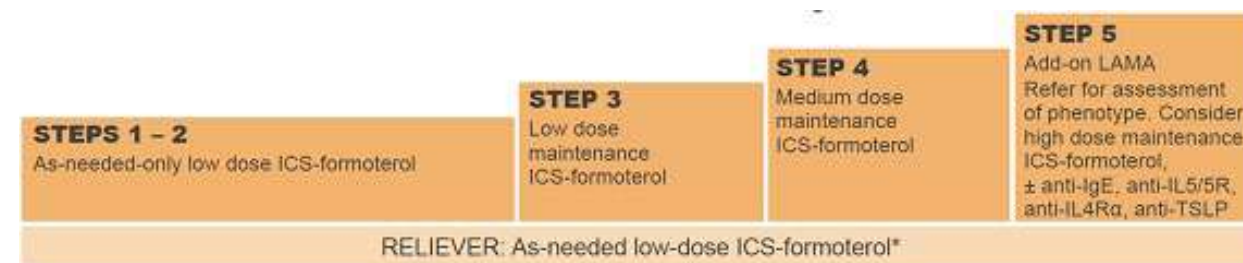 STEPS 1 – 2
As-needed-only low dose ICS-formoterol
STEP 3
Low dose
maintenance
ICS-formoterol
STEP 4
Medium dose
maintenance
ICS-formoterol
STEP 5
Add-on LAMA
Refer for assessment
of phenotype. Consider
high dose maintenance
ICS-formoterol,
± anti-IgE, anti-IL5/5R,
anti-IL4Rα, anti-TSLP
RELIEVER: As-needed low-dose ICS-formoterol*